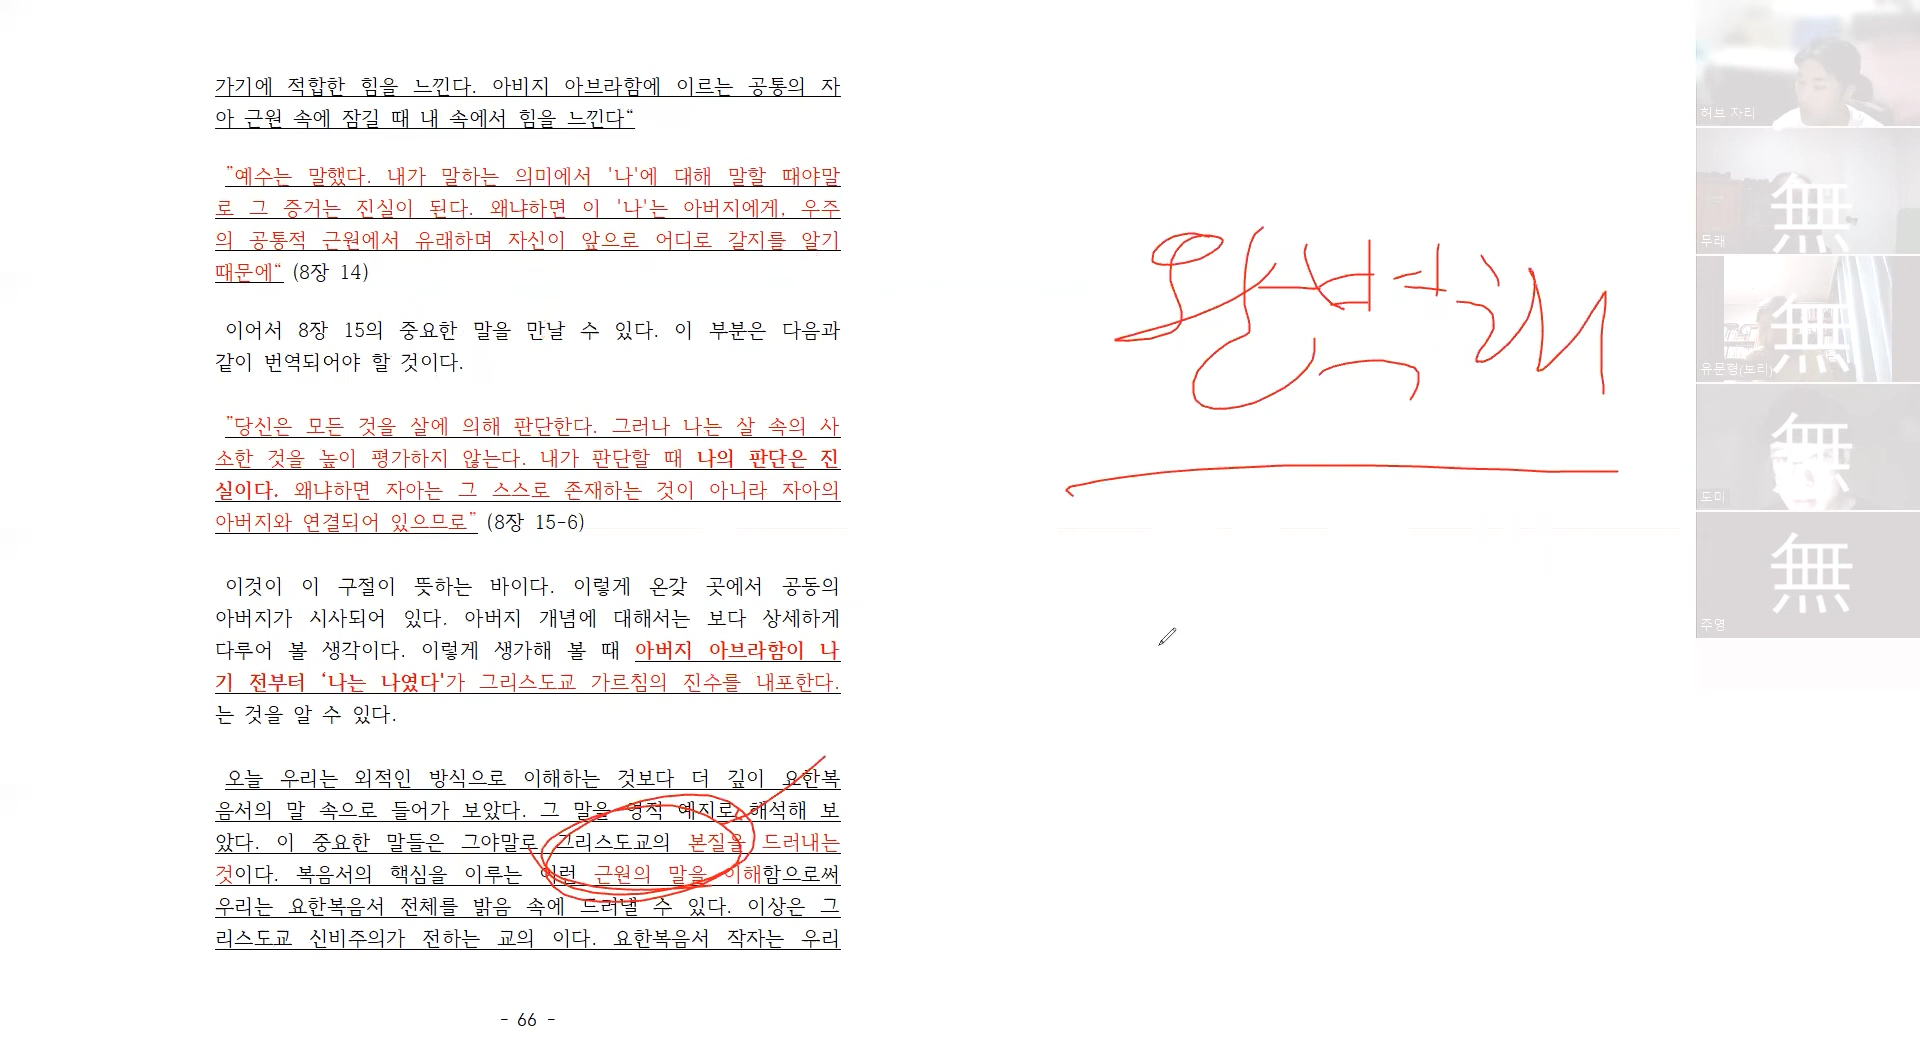 가기에 적합한 힘을 느낀다. 아비지 아브라함에 이르는 공통의 자
아 근원 속에 잠길 때 내 속에서 힘을 느낀다“
"예수는 말했다. 내가 말하는 의미에서 '나'에 대해 말할 때야말
로 그 증거는 진실이 된다. 왜냐하면 이 '나'는 아버지에게, 우주
의 공통적 근원에서 유래하며 자신이 앞으로 어디로 갈지를 알기
때문에“ (8장 14)
이어서 8장 15의 중요한 말을 만날 수 있다. 이 부분은 다음과
같이 번역되어야 할 것이다.
"당신은 모든 것을 살에 의해 판단한다. 그러나 나는 살 속의 사
소한 것을 높이 평가하지 않는다. 내가 판단할 때 나의 판단은 진
실이다. 왜냐하면 자아는 그 스스로 존재하는 것이 아니라 자아의
아버지와 연결되어 있으므로” (8장 15-6)
이것이 이 구절이 뜻하는 바이다. 이렇게 온갖 곳에서 공동의
아버지가 시사되어 있다. 아버지 개념에 대해서는 보다 상세하게
다루어 볼 생각이다. 이렇게 생가해 볼 때 아버지 아브라함이 나
기 전부터 ‘나는 나였다'가 그리스도교 가르침의 진수를 내포한다.
는 것을 알 수 있다.
오늘 우리는 외적인 방식으로 이해하는 것보다 더 깊이 요한복
음서의 말 속으로 들어가 보았다. 그 말을 영적 예지로 해석해 보
았다. 이 중요한 말들은 그야말로 그리스도교의 본질을 드러내는
것이다. 복음서의 핵심을 이루는 이런 근원의 말을 이해함으로써
우리는 요한복음서 전체를 밝음 속에 드러낼 수 있다. 이상은 그
리스도교 신비주의가 전하는 교의 이다. 요한복음서 작자는 우리
- 66 -
허브 자리
無
무래
無
유문형(보리)
無
도미
無
주영